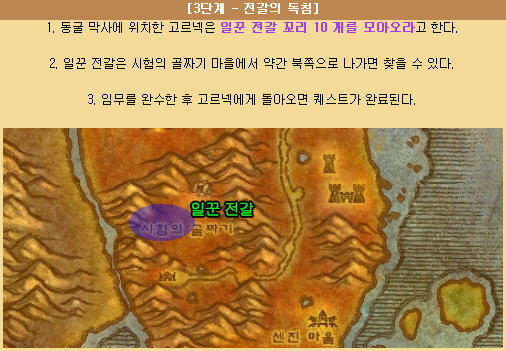 [3단계 - 전갈의 독침]
1. 동굴 막사에 위치한 고르넥은 일꾼 전갈 꼬리 10 개를 모아오라고 한다.
2. 일꾼 전갈은 시험의 골짜기 마을에서 약간 북쪽으로 나가면 찾을 수 있다.
3. 임무를 완수한 후 고르넥에게 돌아오면 퀘스트가 완료된다.
일꾼 전갈
시험의 골짜기
센진 마을